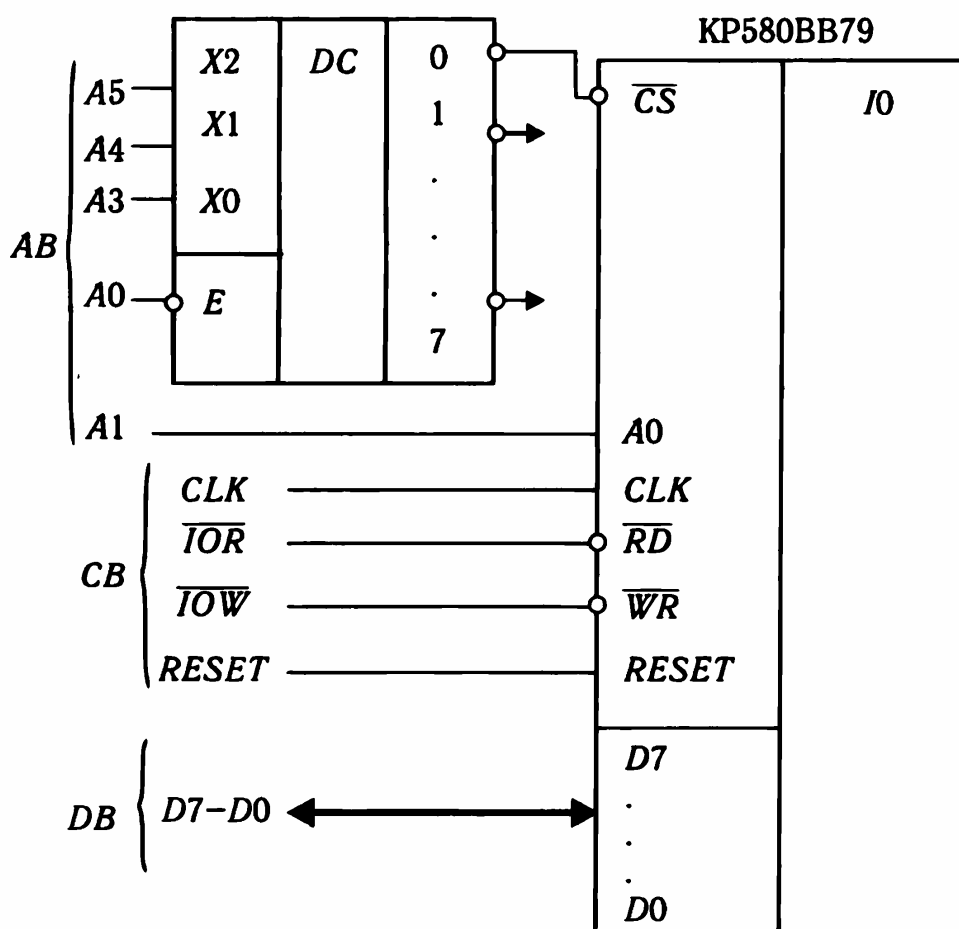 КР580ВВ79
X2 DC 0
A5
X1 1
A4
A3 X0
AB
A0 E
7
A1
CS I0
A0
CLK CLK
IOR RD
CB
IOW WR
RESET RESET
D7
DB D7–D0
D0